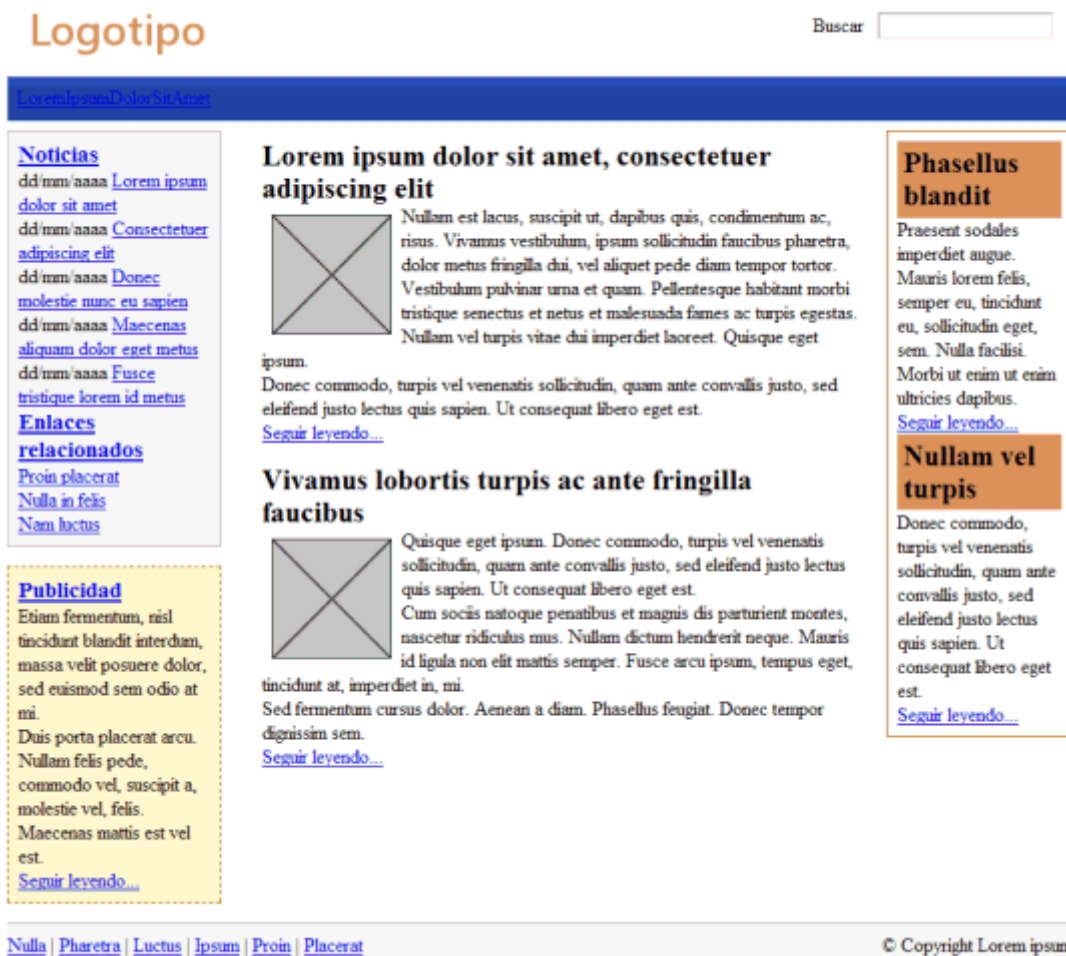 Logotipo
Buscar
LoremIpsumDolorSitAmet
Noticias
dd/mm/aaaa Lorem ipsum
dolor sit amet
dd/mm/aaaa Consectetuer
adipiscing elit
dd/mm/aaaa Donec
molestie nunc eu sapien
dd/mm/aaaa Maecenas
aliquam dolor eget metus
dd/mm/aaaa Fusce
tristique lorem id metus
Enlaces
relacionados
Proin placerat
Nulla in felis
Nam luctus
Publicidad
Etiam fermentum, nisl
tincidunt blandit interdum,
massa velit posuere dolor,
sed euismod sem odio at
mi.
Duis porta placerat arcu.
Nullam felis pede,
commodo vel, suscipit a,
molestie vel, felis.
Maecenas mattis est vel
est.
Seguir leyendo...
Lorem ipsum dolor sit amet, consectetuer
adipiscing elit
Nullam est lacus, suscipit ut, dapibus quis, condimentum ac,
risus. Vivamus vestibulum, ipsum sollicitudin faucibus pharetra,
dolor metus fringilla dui, vel aliquet pede diam tempor tortor.
Vestibulum pulvinar urna et quam. Pellentesque habitant morbi
tristique senectus et netus et malesuada fames ac turpis egestas.
Nullam vel turpis vitae dui imperdiet laoreet. Quisque eget
ipsum.
Donec commodo, turpis vel venenatis sollicitudin, quam ante convallis justo, sed
eleifend justo lectus quis sapien. Ut consequat libero eget est.
Seguir leyendo...
Vivamus lobortis turpis ac ante fringilla
faucibus
Quisque eget ipsum. Donec commodo, turpis vel venenatis
sollicitudin, quam ante convallis justo, sed eleifend justo lectus
quis sapien. Ut consequat libero eget est.
Cum sociis natoque penatibus et magnis dis parturient montes,
nascetur ridiculus mus. Nullam dictum hendrerit neque. Mauris
id ligula non elit mattis semper. Fusce arcu ipsum, tempus eget,
tincidunt at, imperdiet in, mi.
Sed fermentum cursus dolor. Aenean a diam. Phasellus feugiat. Donec tempor
dignissim sem.
Seguir leyendo...
Phasellus
blandit
Praesent sodales
imperdiet augue.
Mauris lorem felis,
semper eu, tincidunt
eu, sollicitudin eget,
sem. Nulla facilisi.
Morbi ut enim ut enim
ultricies dapibus.
Seguir leyendo...
Nullam vel
turpis
Donec commodo,
turpis vel venenatis
sollicitudin, quam ante
convallis justo, sed
eleifend justo lectus
quis sapien. Ut
consequat libero eget
est.
Seguir leyendo...
Nulla | Pharetra | Luctus | Ipsum | Proin | Placerat
© Copyright Lorem ipsum